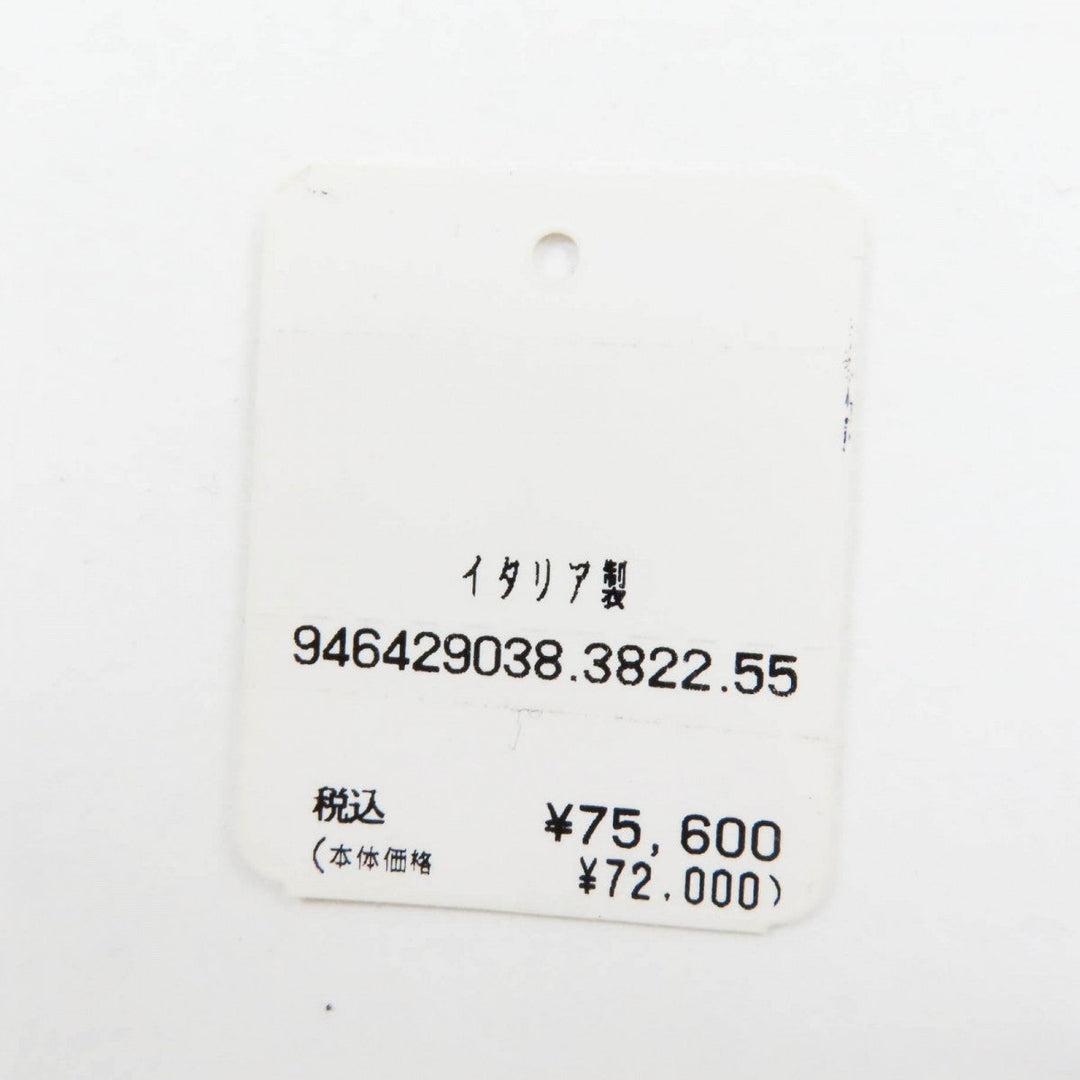 イタリア製
946429038.3822.55
税込 ¥75,600
(本体価格 ¥72,000)